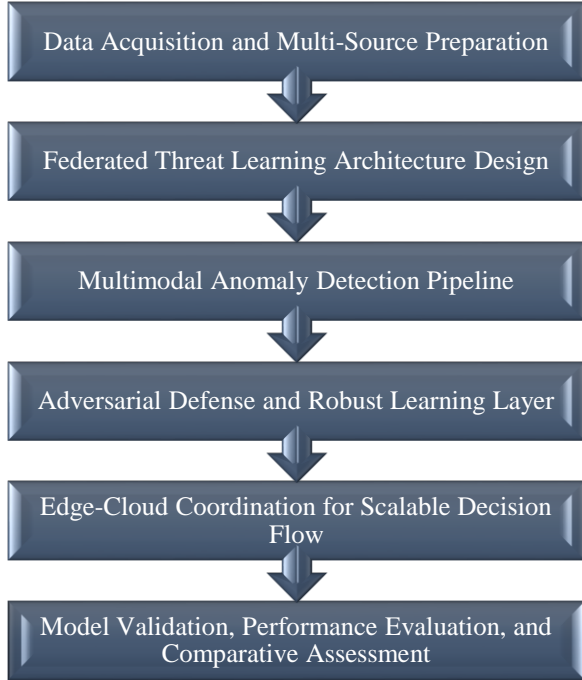 Data Acquisition and Multi-Source Preparation
Federated Threat Learning Architecture Design
Multimodal Anomaly Detection Pipeline
Adversarial Defense and Robust Learning Layer
Edge-Cloud Coordination for Scalable Decision
Flow
Model Validation, Performance Evaluation, and
Comparative Assessment